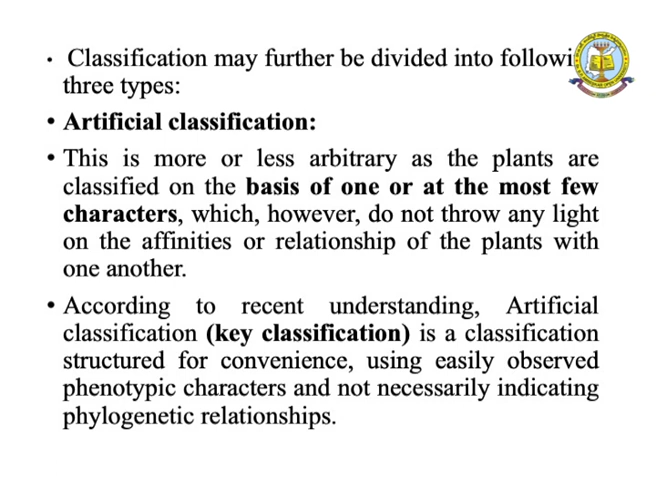 • Classification may further be divided into followi
three types:
• Artificial classification:
• This is more or less arbitrary as the plants are
classified on the basis of one or at the most few
characters, which, however, do not throw any light
on the affinities or relationship of the plants with
one another.
• According to recent understanding, Artificial
classification (key classification) is a classification
structured for convenience, using easily observed
phenotypic characters and not necessarily indicating
phylogenetic relationships.